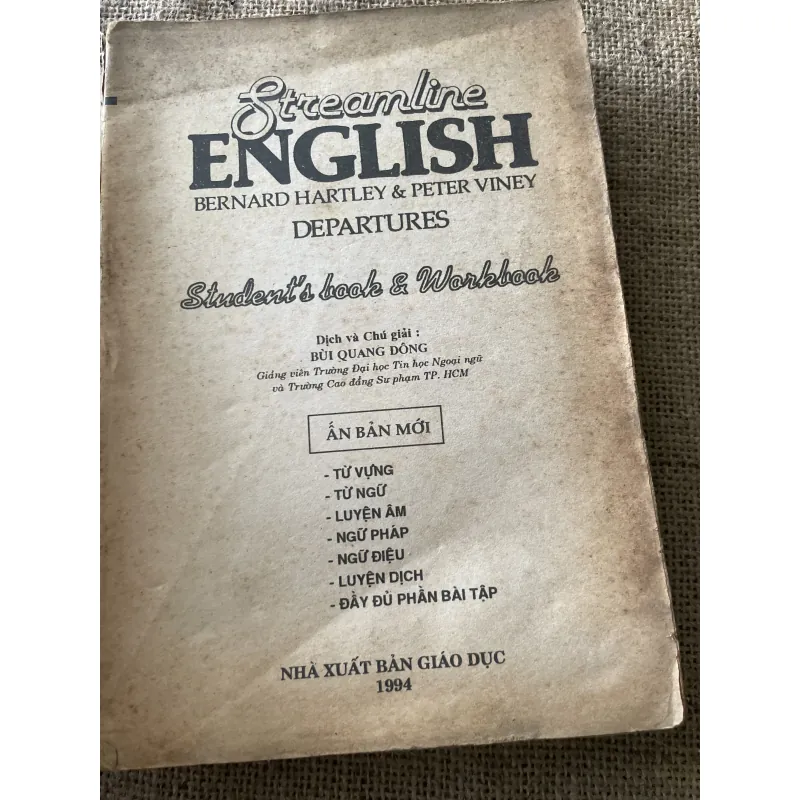 Streamline
ENGLISH
BERNARD HARTLEY & PETER VINEY
DEPARTURES
Student's book & Workbook
Dịch và Chú giải :
BÙI QUANG ĐÔNG
Giảng viên Trường Đại học Tin học Ngoại ngữ
và Trường Cao đẳng Sư phạm TP. HCM
ẤN BẢN MỚI
- TỪ VỰNG
- TỪ NGỮ
- LUYỆN ÂM
- NGỮ PHÁP
- NGỮ ĐIỆU
- LUYỆN DỊCH
- ĐẦY ĐỦ PHẦN BÀI TẬP
NHÀ XUẤT BẢN GIÁO DỤC
1994